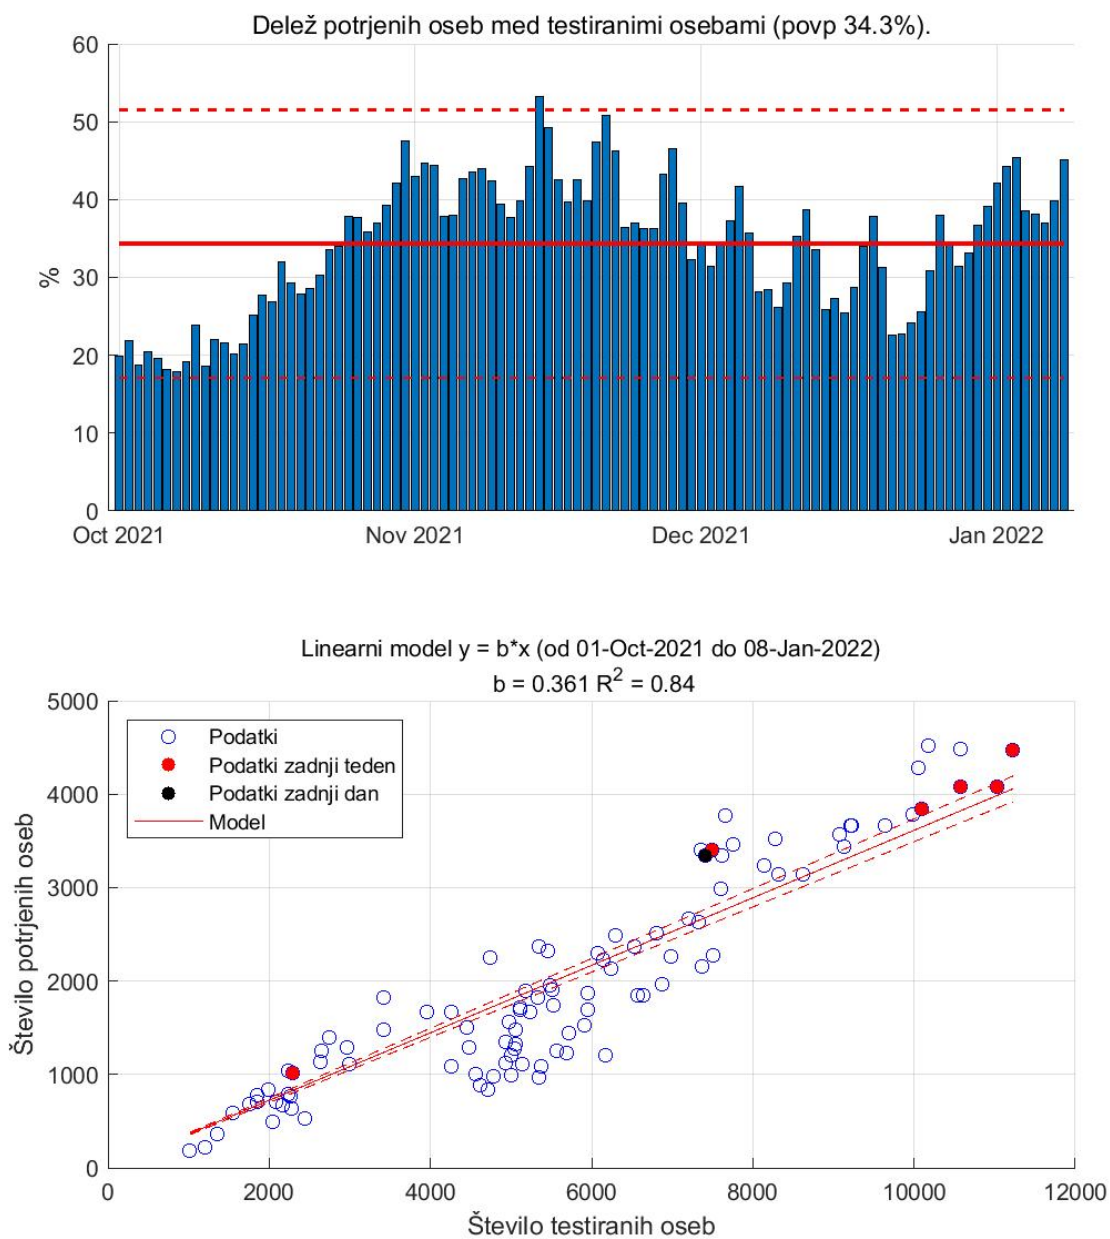 Delež potrjenih oseb med testiranimi osebami (povp 34.3%).
60
50
40
30
20
10
0
%
Oct 2021 Nov 2021 Dec 2021 Jan 2022
Linearni model y = b*x (od 01-Oct-2021 do 08-Jan-2022)
b = 0.361 R² = 0.84
5000
4000
3000
2000
1000
0
Število potrjenih oseb
Podatki
Podatki zadnji teden
Podatki zadnji dan
Model
0 2000 4000 6000 8000 10000 12000
Število testiranih oseb